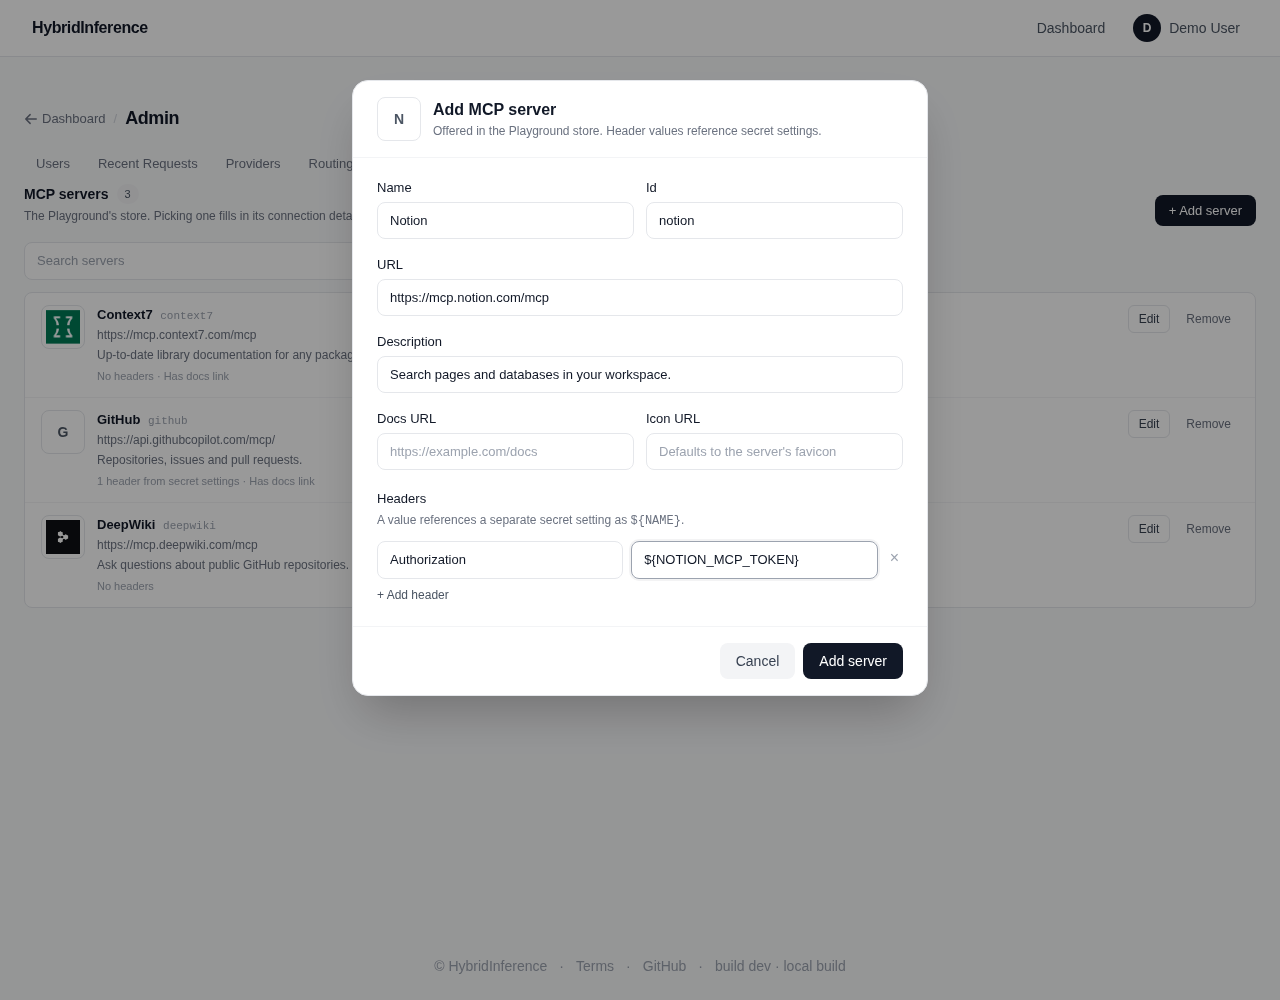 HybridInference
Dashboard
D
Demo User
Dashboard / Admin
Users
Recent Requests
Providers
Routing
MCP servers 3
The Playground's store. Picking one fills in its connection deta
+ Add server
Search servers
Context7 context7
https://mcp.context7.com/mcp
Up-to-date library documentation for any packag
No headers · Has docs link
Edit
Remove
G
GitHub github
https://api.githubcopilot.com/mcp/
Repositories, issues and pull requests.
1 header from secret settings · Has docs link
Edit
Remove
DeepWiki deepwiki
https://mcp.deepwiki.com/mcp
Ask questions about public GitHub repositories.
No headers
Edit
Remove
N
Add MCP server
Offered in the Playground store. Header values reference secret settings.
Name
Id
Notion
notion
URL
https://mcp.notion.com/mcp
Description
Search pages and databases in your workspace.
Docs URL
Icon URL
https://example.com/docs
Defaults to the server's favicon
Headers
A value references a separate secret setting as ${NAME}.
Authorization
${NOTION_MCP_TOKEN}
×
+ Add header
Cancel
Add server
© HybridInference · Terms · GitHub · build dev · local build